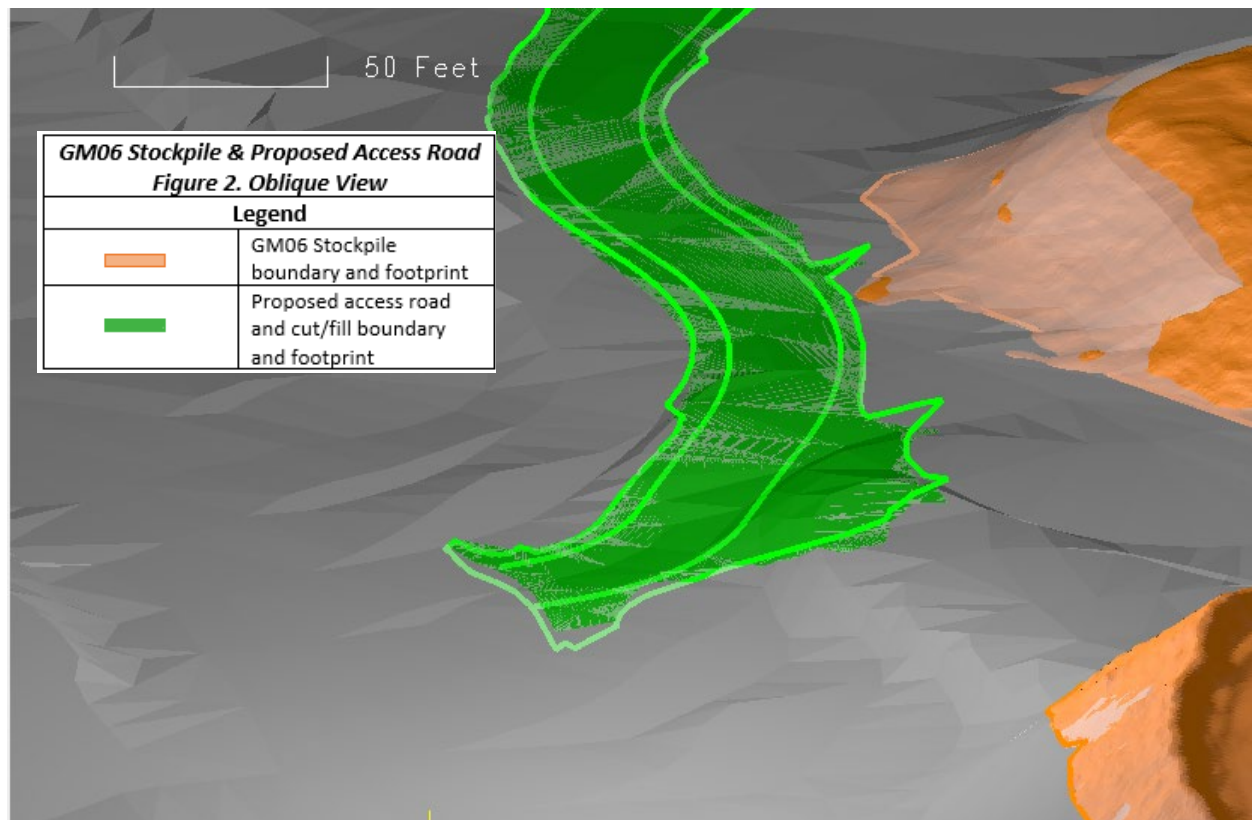 50 Feet
GM06 Stockpile & Proposed Access Road
Figure 2. Oblique View
Legend
GM06 Stockpile
boundary and footprint
Proposed access road
and cut/fill boundary
and footprint